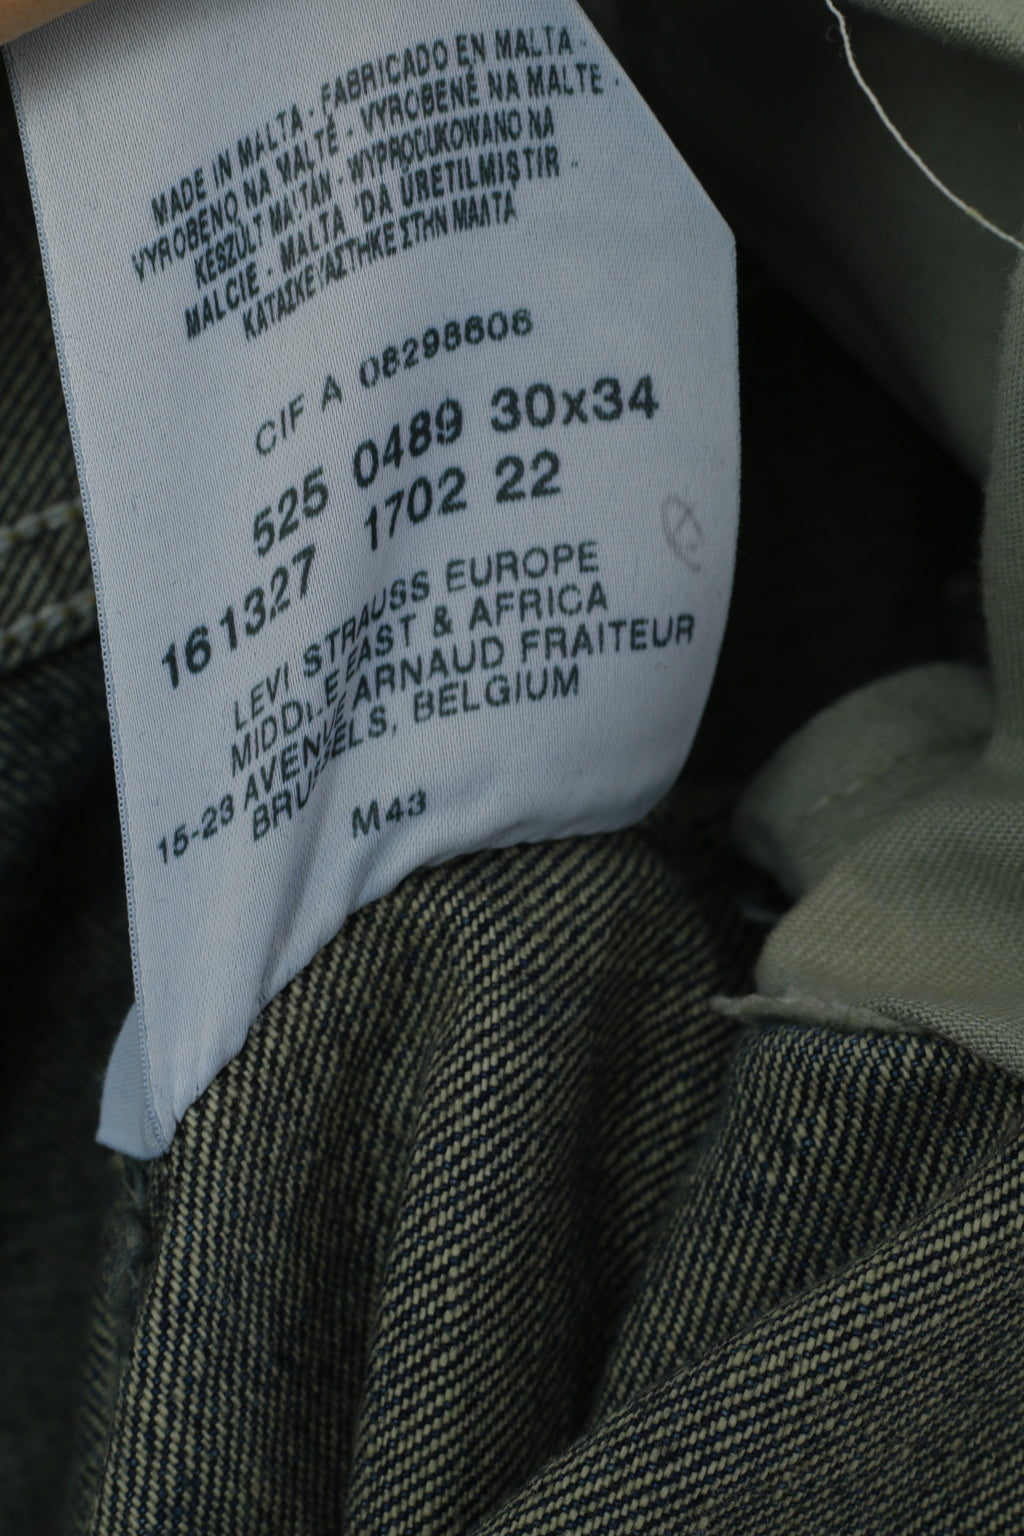 MADE IN MALTA - FABRICADO EN MALTA -
VYROBENO NA MALTĚ - VYROBENÉ NA MALTE -
KESZÜLT MALTÁN - WYPRODUKOWANO NA
MALCIE - MALTA 'DA ÜRETILMIŞTIR -
ΚΑΤΑΣΚΕΥΑΣΤΗΚΕ ΣΤΗΝ ΜΑΛΤΑ
CIF A 08298608
525 0489 30x34
161327 1702 22
LEVI STRAUSS EUROPE
MIDDLE EAST & AFRICA
15-23 AVENUE ARNAUD FRAITEUR
BRUSSELS, BELGIUM
M43